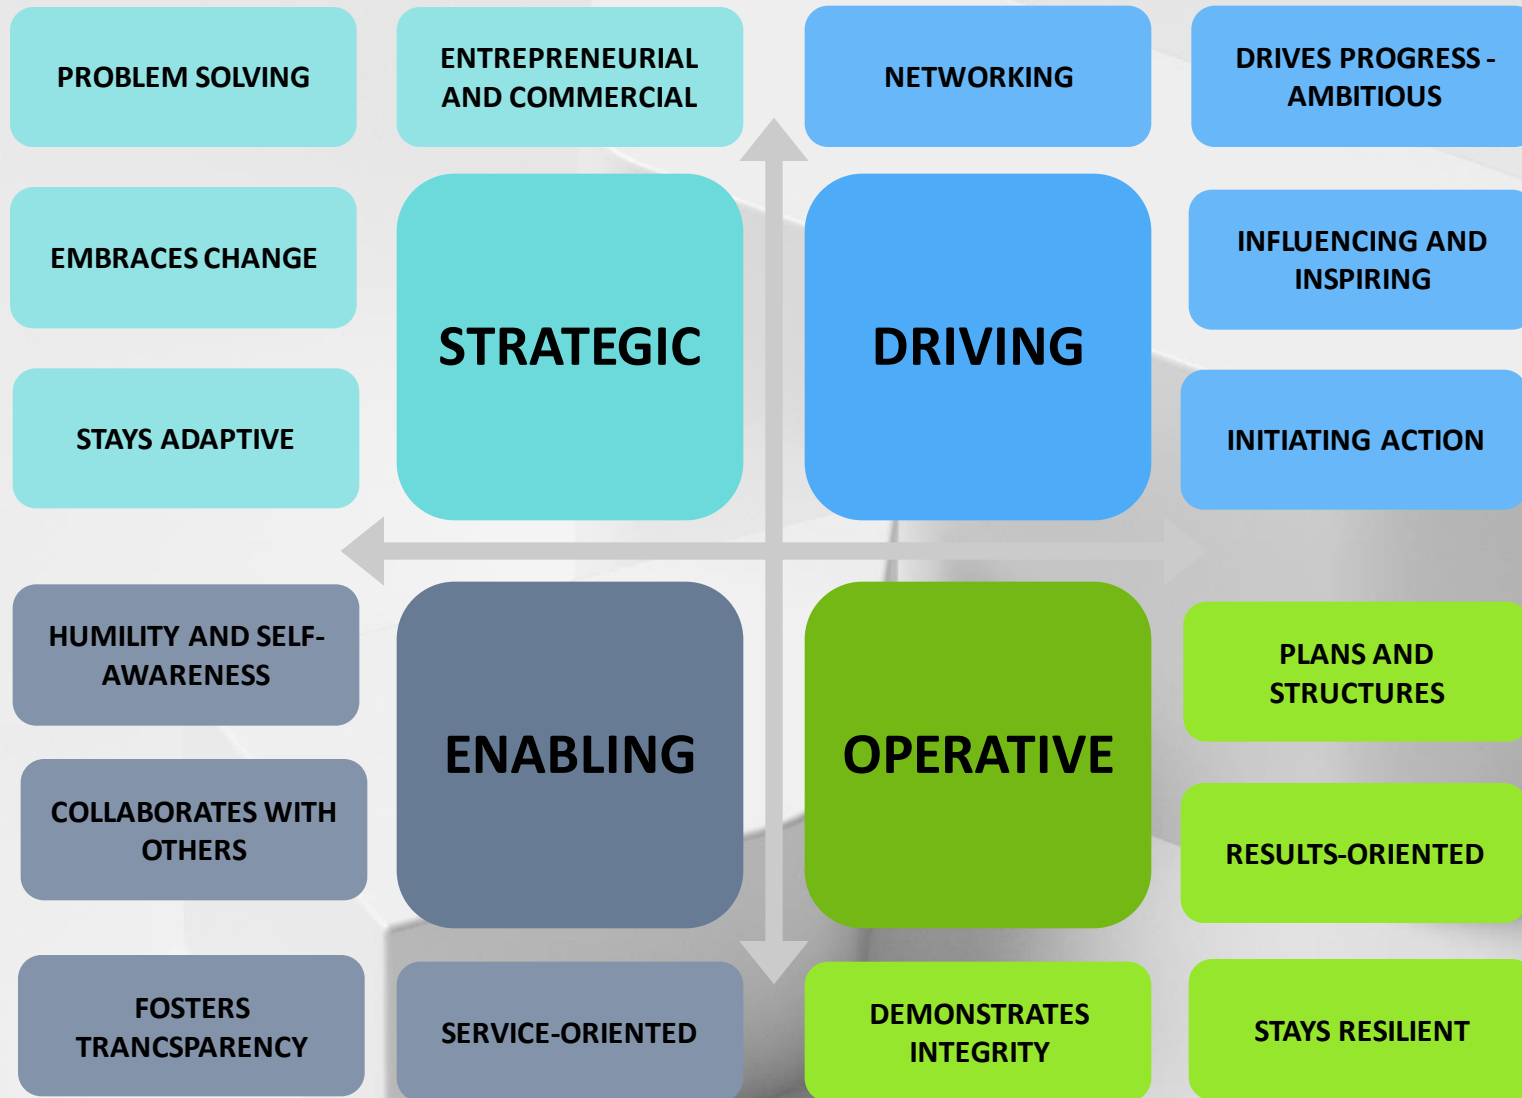 PROBLEM SOLVING
ENTREPRENEURIAL
AND COMMERCIAL
NETWORKING
DRIVES PROGRESS -
AMBITIOUS
EMBRACES CHANGE
STRATEGIC
DRIVING
INFLUENCING AND
INSPIRING
STAYS ADAPTIVE
INITIATING ACTION
HUMILITY AND SELF-
AWARENESS
ENABLING
OPERATIVE
PLANS AND
STRUCTURES
COLLABORATES WITH
OTHERS
RESULTS-ORIENTED
FOSTERS
TRANCSPARENCY
SERVICE-ORIENTED
DEMONSTRATES
INTEGRITY
STAYS RESILIENT